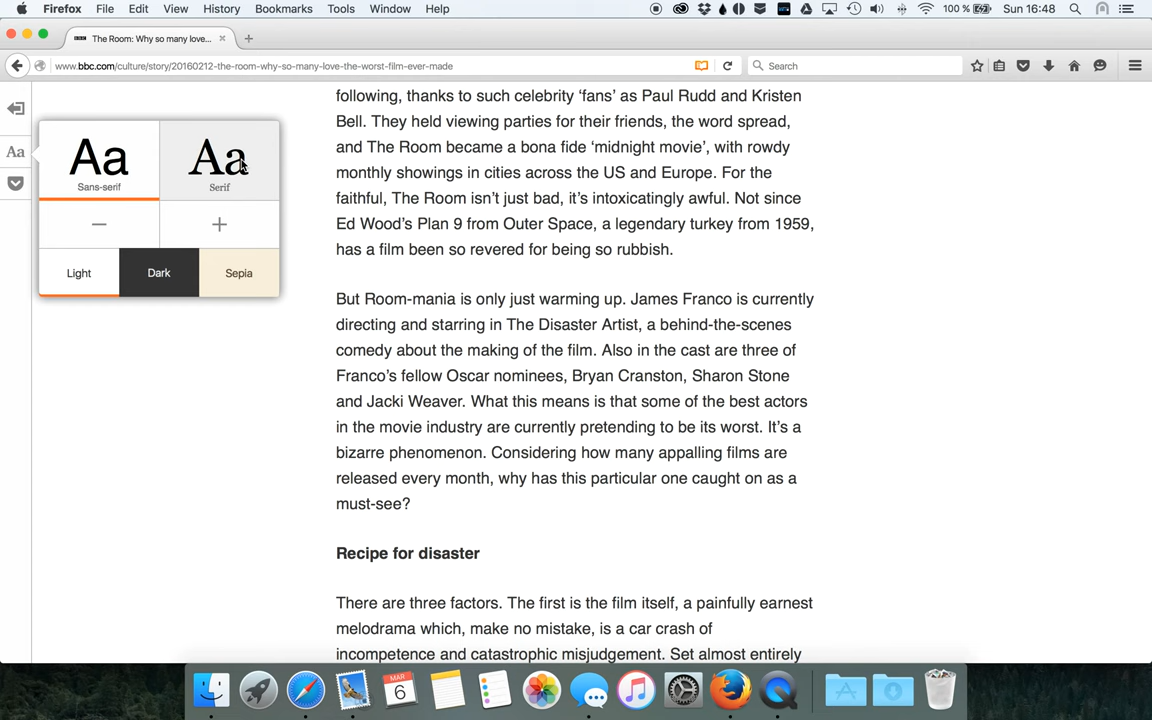 Firefox File Edit View History Bookmarks Tools Window Help 100 % Sun 16:48
The Room: Why so many love...
www.bbc.com/culture/story/20160212-the-room-why-so-many-love-the-worst-film-ever-made Search
Aa
Aa Aa
Sans-serif Serif
− +
Light Dark Sepia
following, thanks to such celebrity ‘fans’ as Paul Rudd and Kristen
Bell. They held viewing parties for their friends, the word spread,
and The Room became a bona fide ‘midnight movie’, with rowdy
monthly showings in cities across the US and Europe. For the
faithful, The Room isn’t just bad, it’s intoxicatingly awful. Not since
Ed Wood’s Plan 9 from Outer Space, a legendary turkey from 1959,
has a film been so revered for being so rubbish.
But Room-mania is only just warming up. James Franco is currently
directing and starring in The Disaster Artist, a behind-the-scenes
comedy about the making of the film. Also in the cast are three of
Franco’s fellow Oscar nominees, Bryan Cranston, Sharon Stone
and Jacki Weaver. What this means is that some of the best actors
in the movie industry are currently pretending to be its worst. It’s a
bizarre phenomenon. Considering how many appalling films are
released every month, why has this particular one caught on as a
must-see?
Recipe for disaster
There are three factors. The first is the film itself, a painfully earnest
melodrama which, make no mistake, is a car crash of
incompetence and catastrophic misjudgement. Set almost entirely
MAR
6